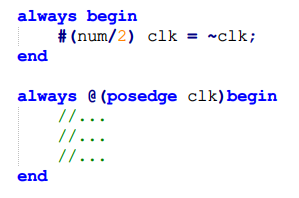 always begin
#(num/2) clk = ~clk;
end
always @(posedge clk)begin
//...
//...
//...
end